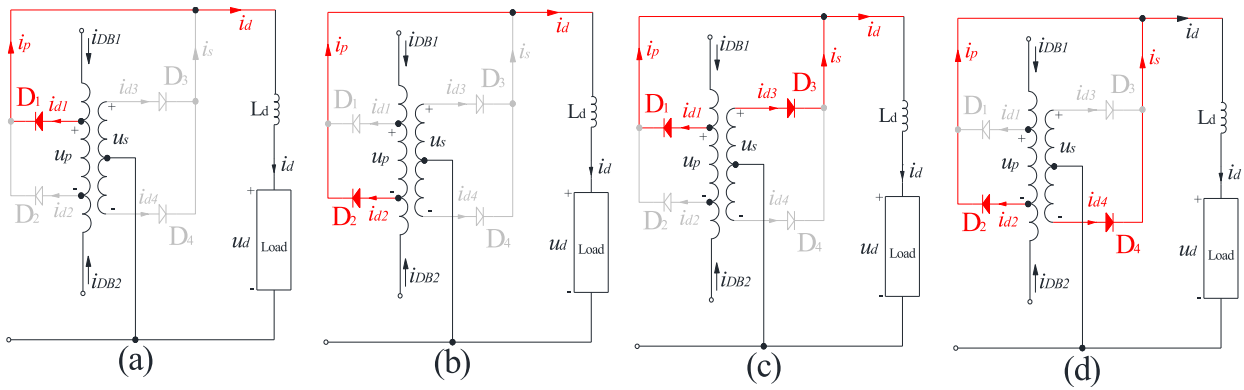 i_d i_d i_d i_d
i_p i_DB1 i_s L_d
D_1 i_d1 i_d3 D_3
+ u_p - + u_s -
D_2 i_d2 i_d4 D_4
i_d + u_d - Load
i_DB2
(a)
i_p i_DB1 i_s L_d
D_1 i_d1 i_d3 D_3
+ u_p - + u_s -
D_2 i_d2 i_d4 D_4
i_d + u_d - Load
i_DB2
(b)
i_p i_DB1 i_s L_d
D_1 i_d1 i_d3 D_3
+ u_p - + u_s -
D_2 i_d2 i_d4 D_4
i_d + u_d - Load
i_DB2
(c)
i_p i_DB1 i_s L_d
D_1 i_d1 i_d3 D_3
+ u_p - + u_s -
D_2 i_d2 i_d4 D_4
i_d + u_d - Load
i_DB2
(d)